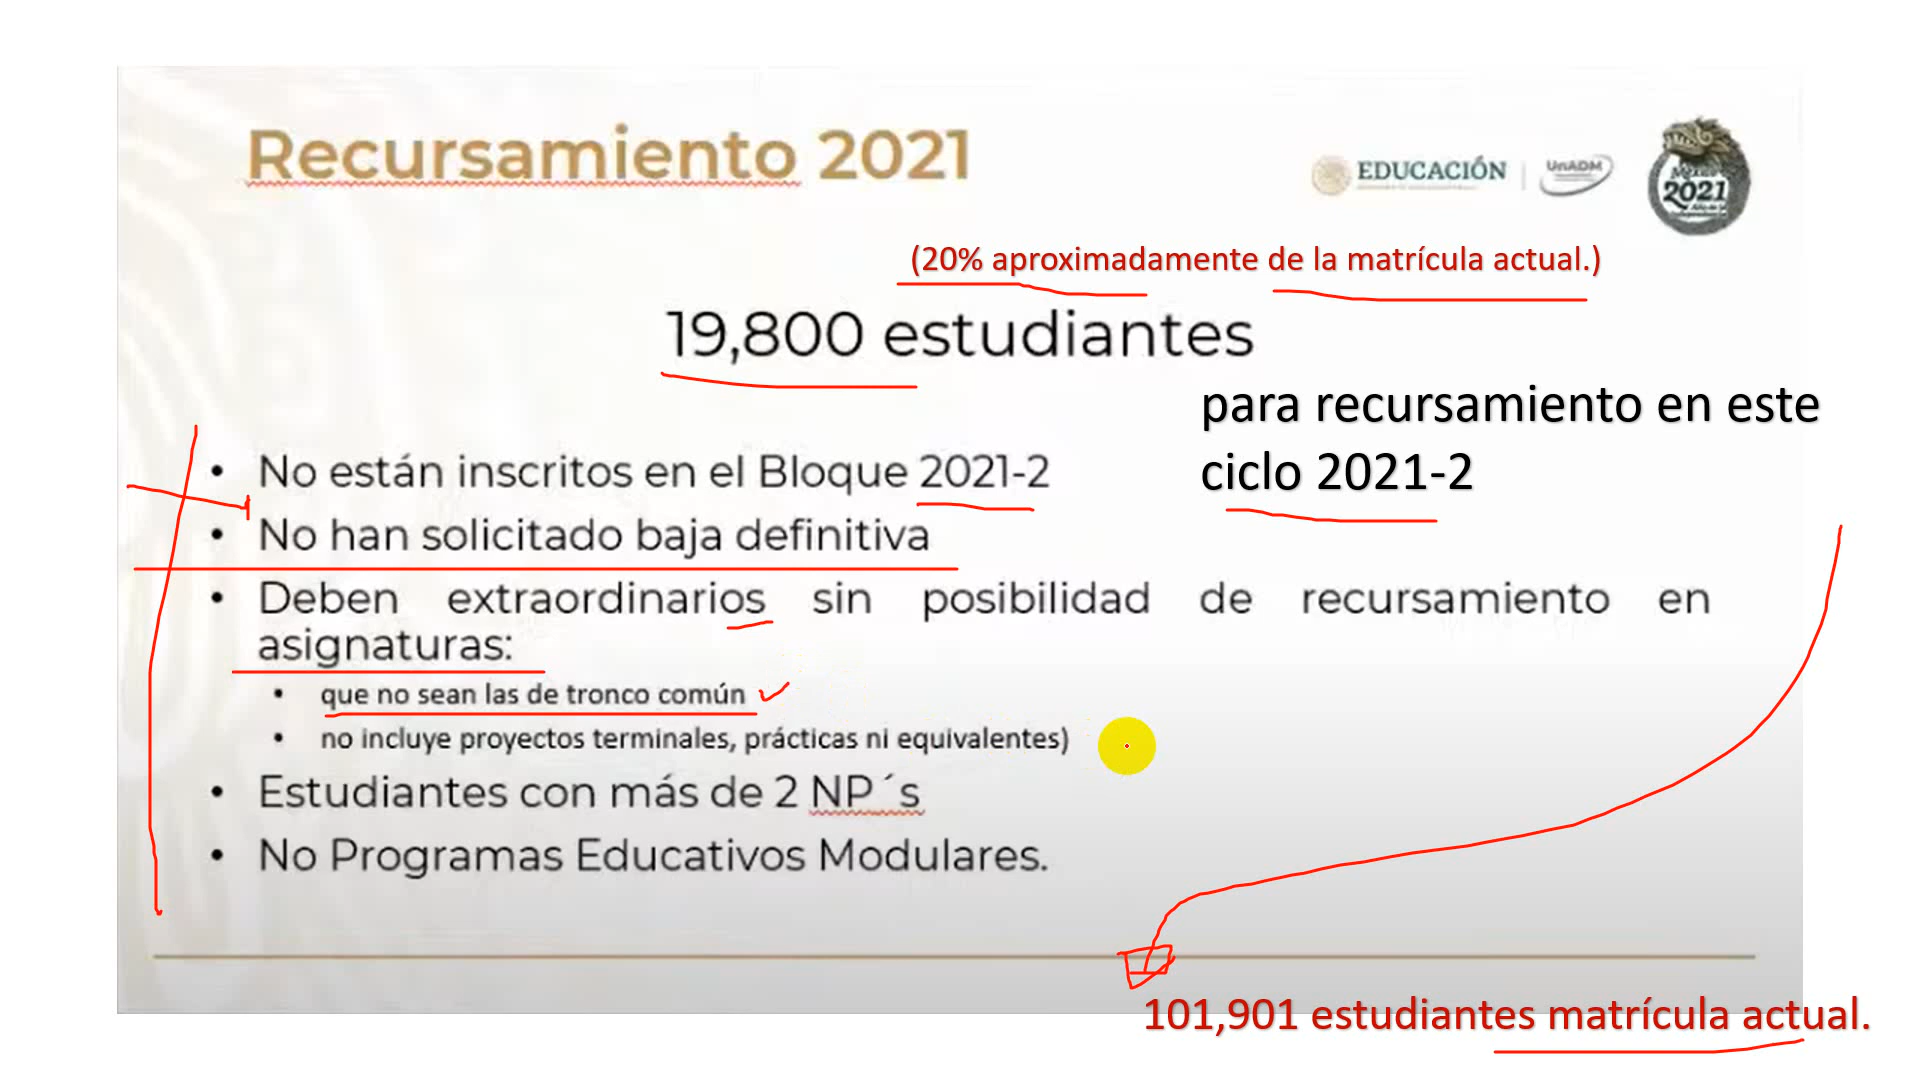 Recursamiento 2021
EDUCACIÓN
UnADM
México
2021
(20% aproximadamente de la matrícula actual.)
19,800 estudiantes
para recursamiento en este
ciclo 2021-2
• No están inscritos en el Bloque 2021-2
• No han solicitado baja definitiva
• Deben extraordinarios sin posibilidad de recursamiento en
asignaturas:
• que no sean las de tronco común
• no incluye proyectos terminales, prácticas ni equivalentes)
• Estudiantes con más de 2 NP´s
• No Programas Educativos Modulares.
101,901 estudiantes matrícula actual.